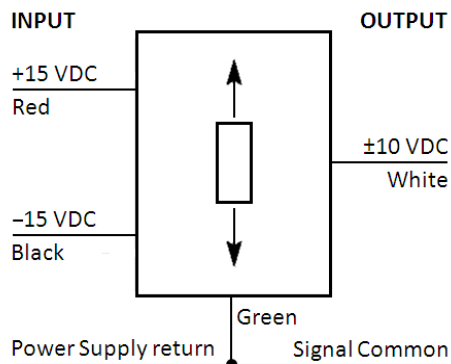 INPUT
OUTPUT
+15 VDC
Red
±10 VDC
White
−15 VDC
Black
Green
Power Supply return
Signal Common